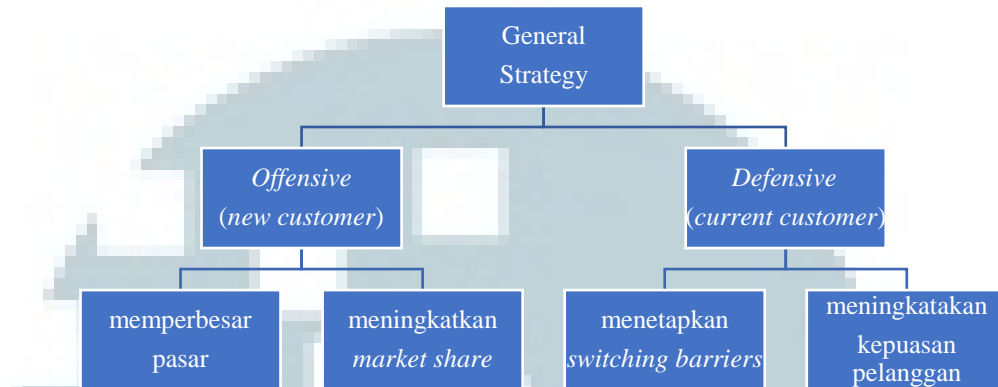 General
Strategy
Offensive
(new customer)
Defensive
(current customer)
memperbesar
pasar
meningkatkan
market share
menetapkan
switching barriers
meningkatakan
kepuasan
pelanggan